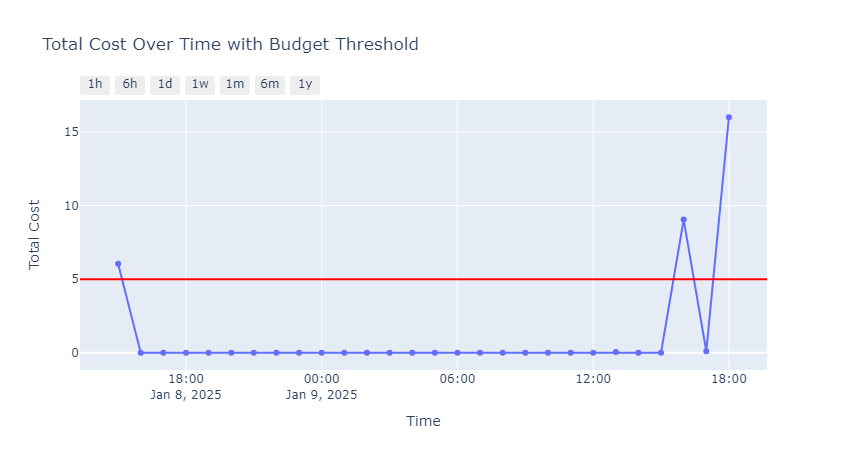 Total Cost Over Time with Budget Threshold
1h 6h 1d 1w 1m 6m 1y
15
10
5
0
Total Cost
18:00 00:00 06:00 12:00 18:00
Jan 8, 2025 Jan 9, 2025
Time